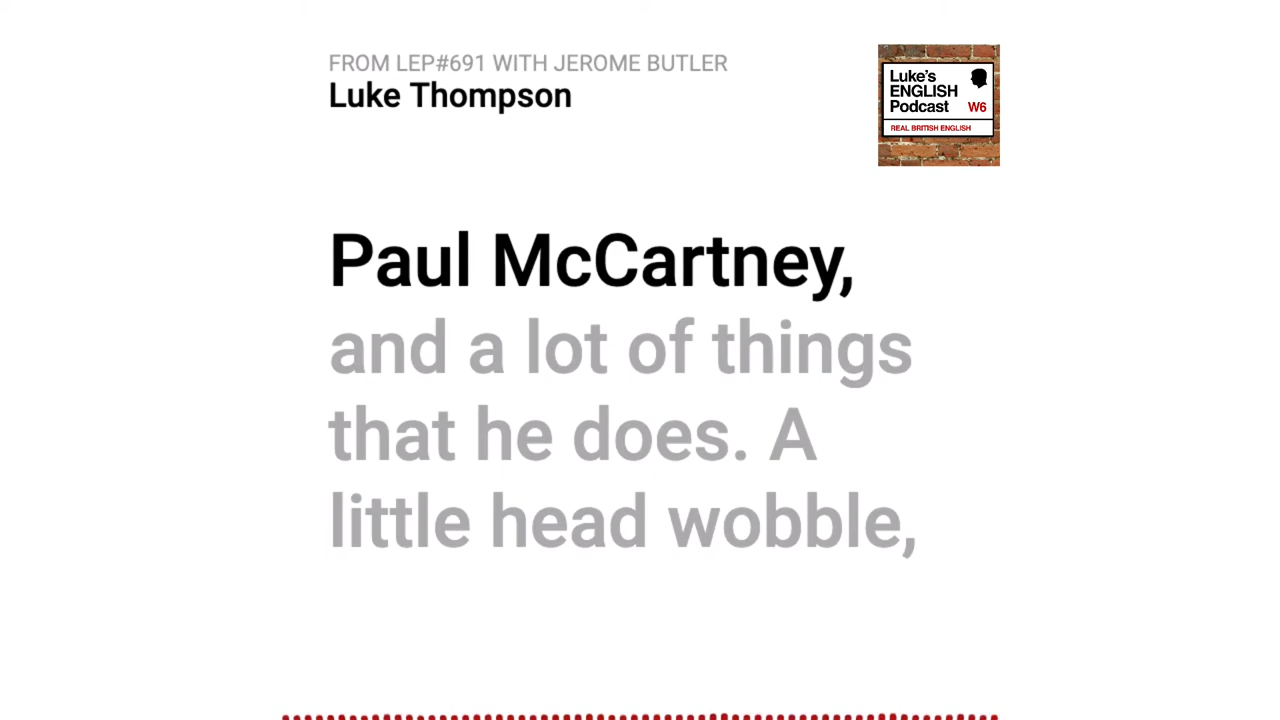 FROM LEP#691 WITH JEROME BUTLER
Luke Thompson
Luke's
ENGLISH
Podcast W6
REAL BRITISH ENGLISH
Paul McCartney,
and a lot of things
that he does. A
little head wobble,